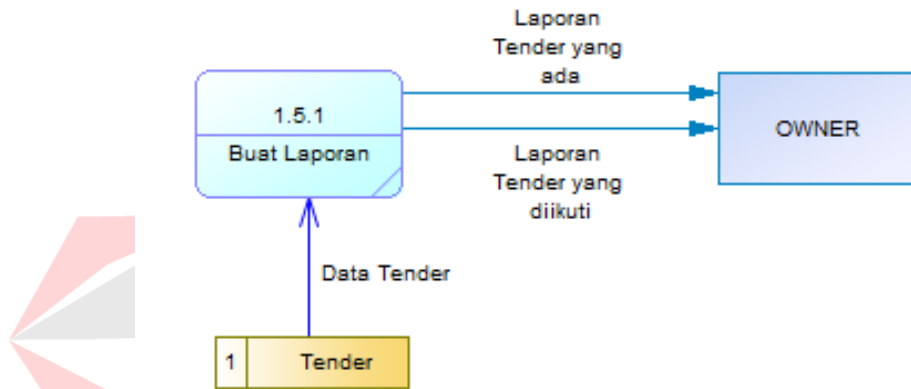 Laporan
Tender yang
ada
1.5.1
Buat Laporan
OWNER
Laporan
Tender yang
diikuti
Data Tender
1
Tender